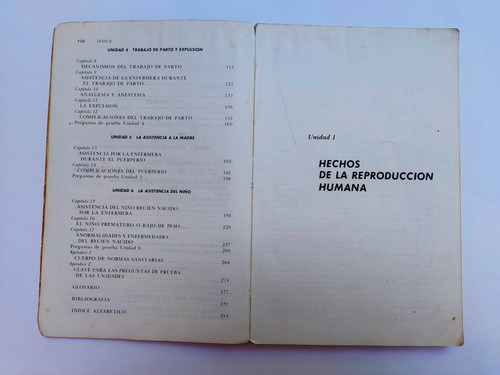 VIII INDICE
UNIDAD 4 TRABAJO DE PARTO Y EXPULSION
Capítulo 8
MECANISMOS DEL TRABAJO DE PARTO 113
Capítulo 9
ASISTENCIA DE LA ENFERMERA DURANTE
EL TRABAJO DE PARTO 123
Capítulo 10
ANALGESIA Y ANESTESIA 131
Capítulo 11
LA EXPULSION 138
Capítulo 12
COMPLICACIONES DEL TRABAJO DE PARTO 155
Preguntas de prueba Unidad 4 160
UNIDAD 5 LA ASISTENCIA A LA MADRE
Capítulo 13
ASISTENCIA POR LA ENFERMERA
DURANTE EL PUERPERIO 165
Capítulo 14
COMPLICACIONES DEL PUERPERIO 185
Preguntas de prueba Unidad 5 188
UNIDAD 6 LA ASISTENCIA DEL NIÑO
Capítulo 15
ASISTENCIA DEL NIÑO RECIEN NACIDO
POR LA ENFERMERA 193
Capítulo 16
EL NIÑO PREMATURO O BAJO DE PESO 228
Capítulo 17
ANORMALIDADES Y ENFERMEDADES
DEL RECIEN NACIDO 237
Preguntas de prueba Unidad 6 260
Apéndice 1
CUERPO DE NORMAS SANITARIAS 264
Apéndice 2
CLAVE PARA LAS PREGUNTAS DE PRUEBA
DE LAS UNIDADES 274
GLOSARIO 277
BIBLIOGRAFIA 281
INDICE ALFABETICO 283
Unidad 1
HECHOS
DE LA REPRODUCCION
HUMANA